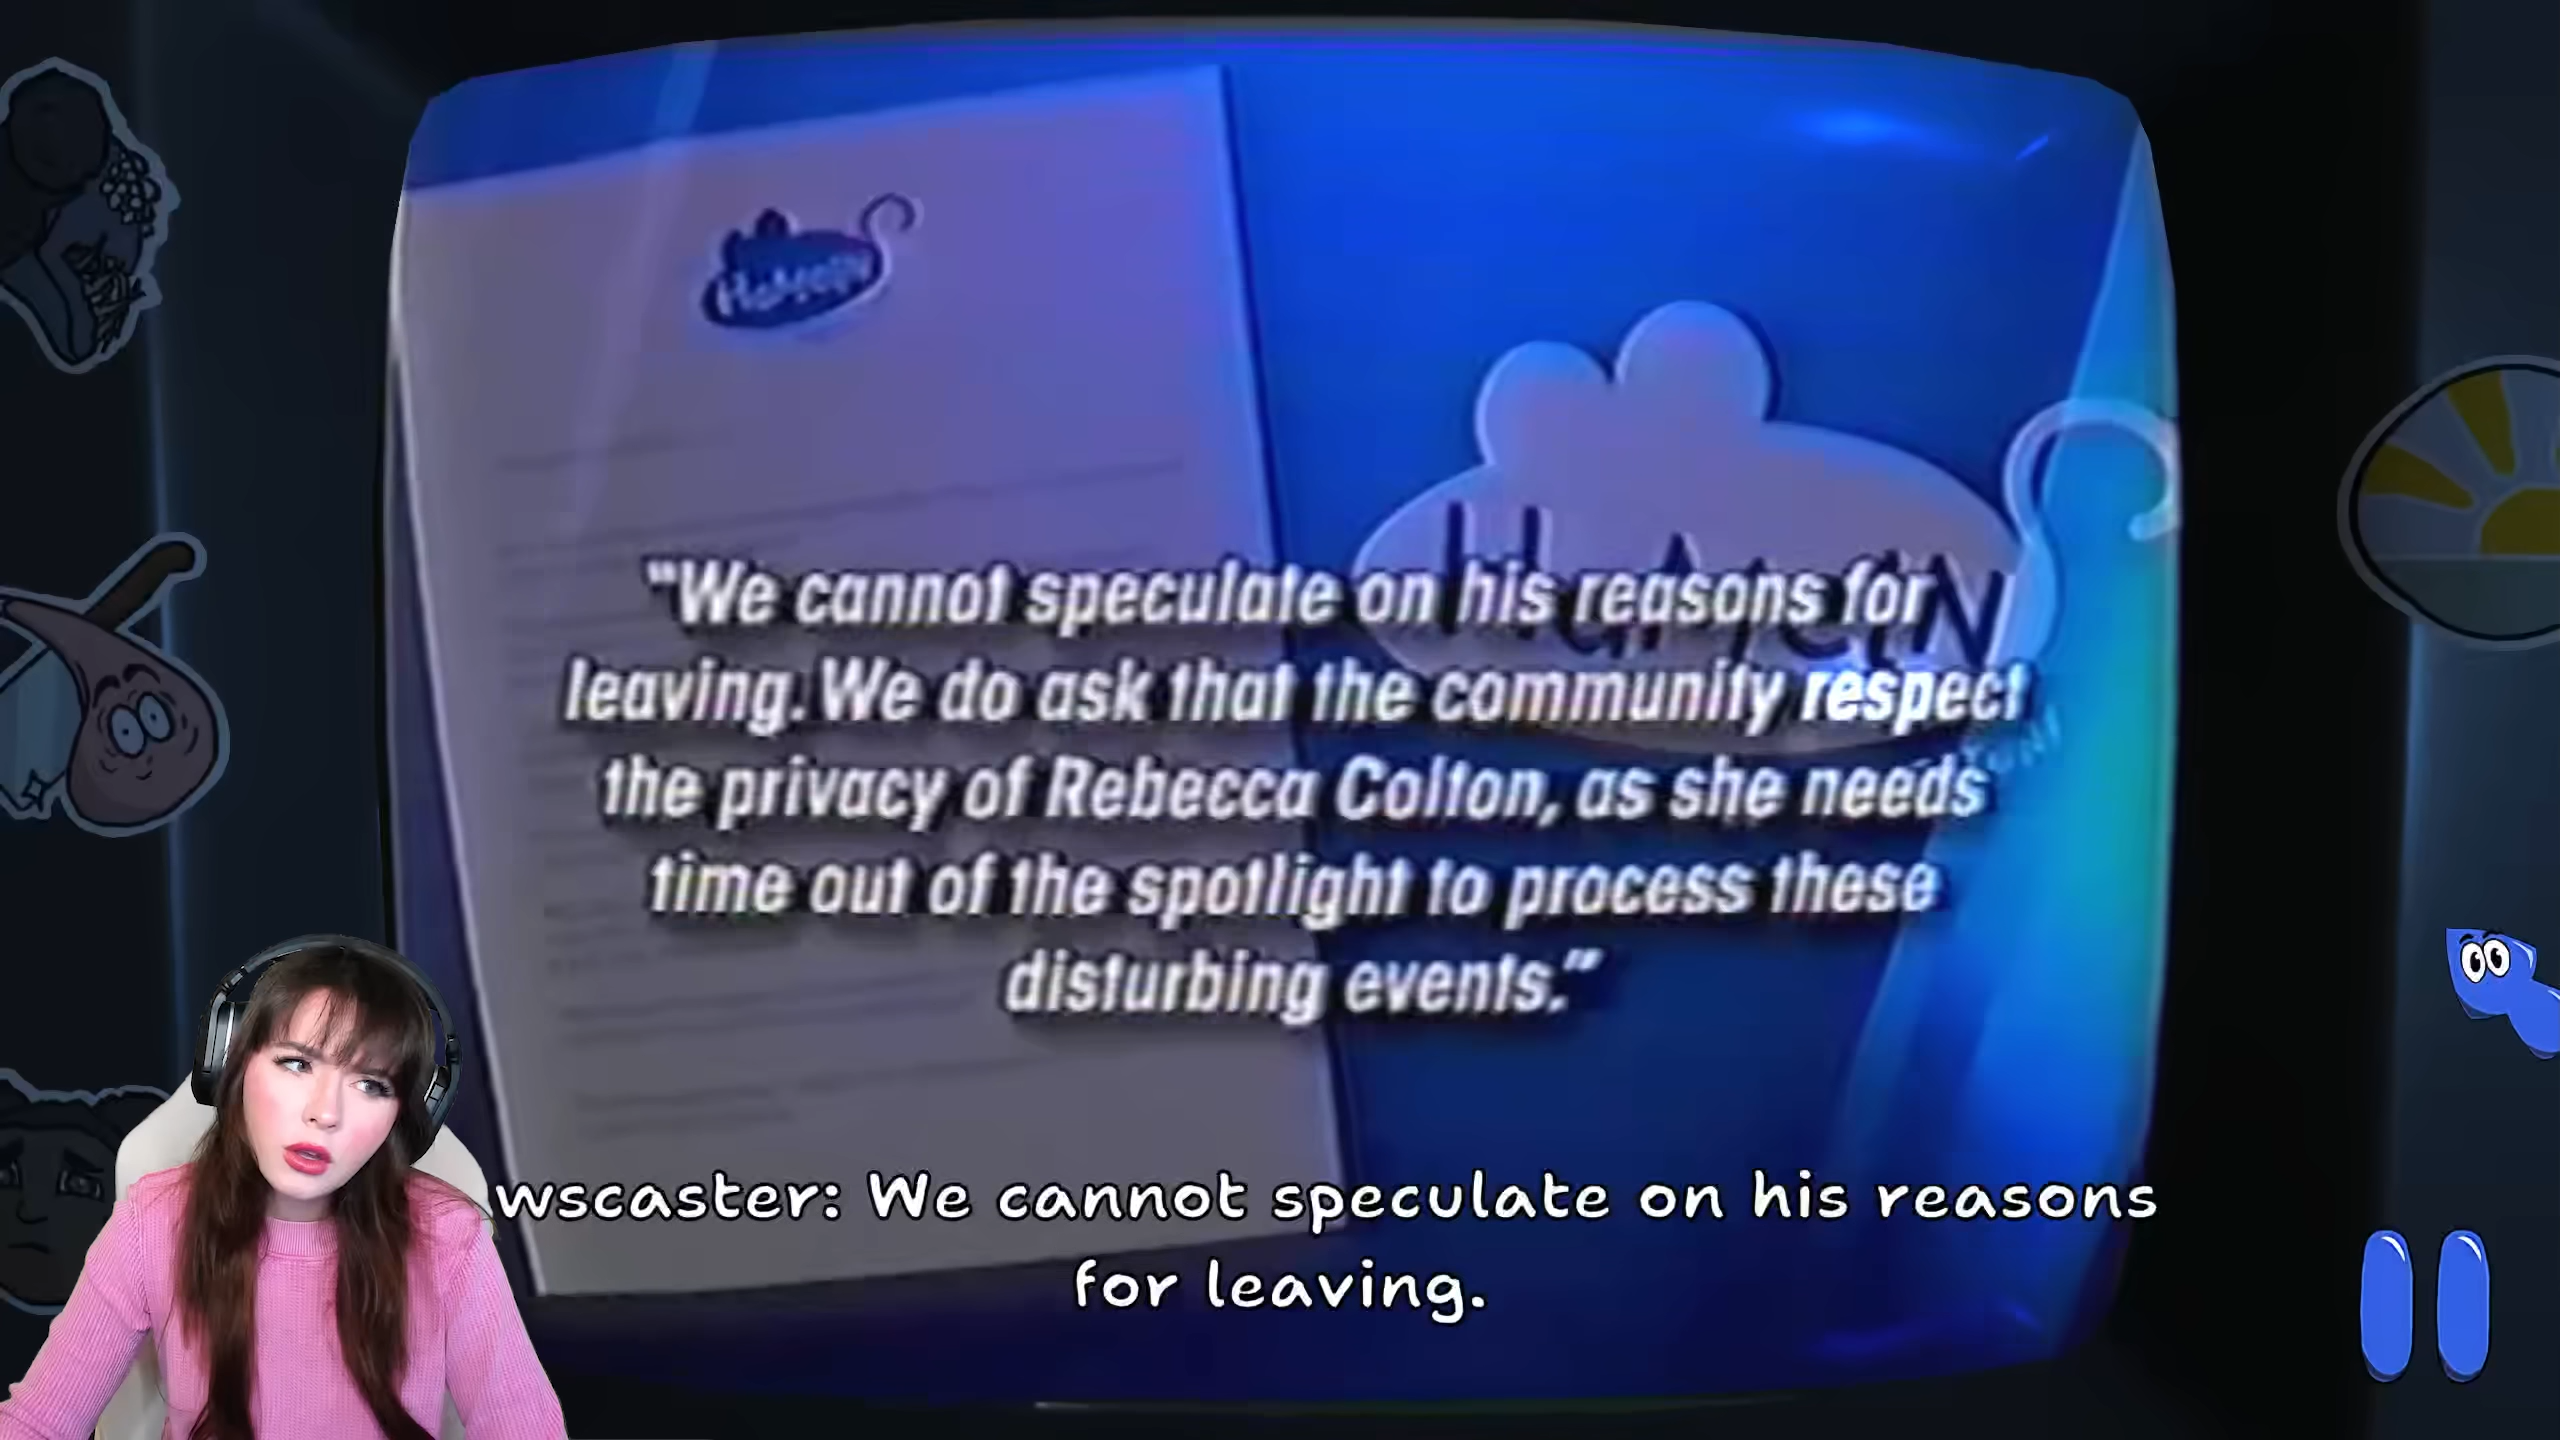 HAMEIN
HAMEIN
"We cannot speculate on his reasons for
leaving. We do ask that the community respect
the privacy of Rebecca Colton, as she needs
time out of the spotlight to process these
disturbing events."
wscaster: We cannot speculate on his reasons
for leaving.